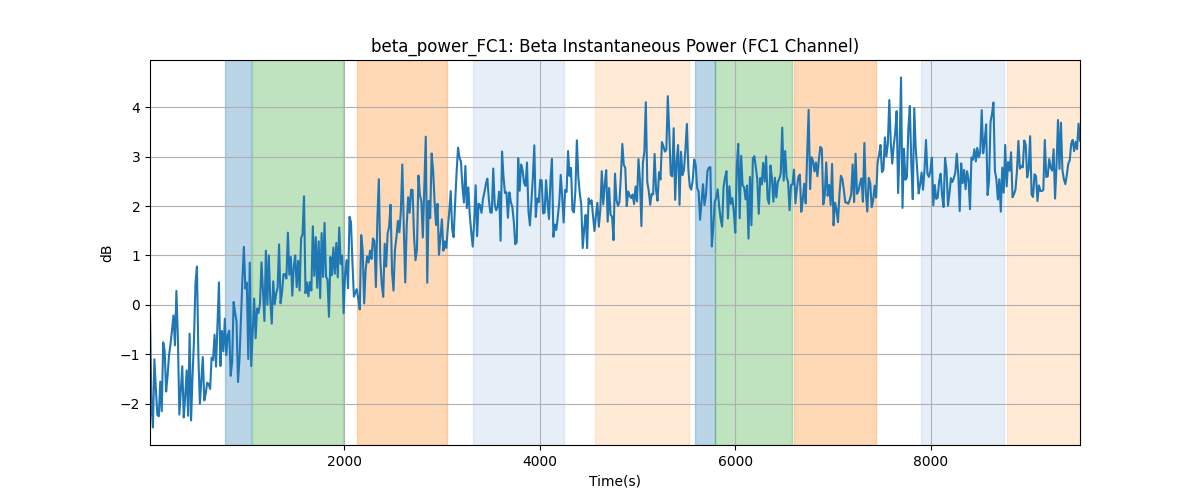 beta_power_FC1: Beta Instantaneous Power (FC1 Channel)
dB
4
3
2
1
0
−1
−2
2000 4000 6000 8000
Time(s)